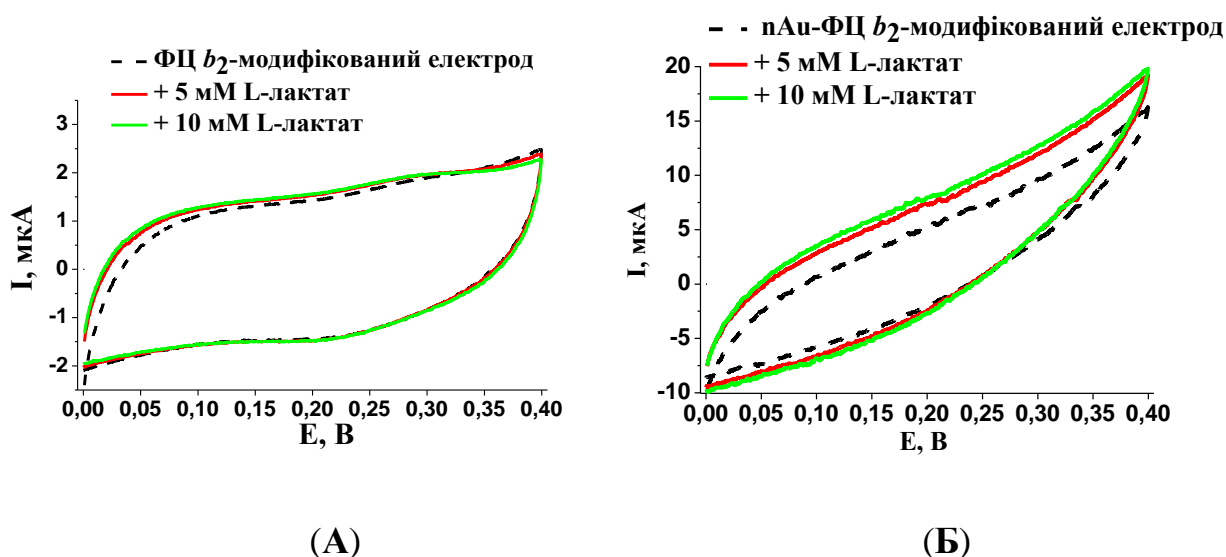 ФЦ b2-модифікований електрод
+ 5 мМ L-лактат
+ 10 мМ L-лактат
I, мкА
3
2
1
0
-1
-2
0,00 0,05 0,10 0,15 0,20 0,25 0,30 0,35 0,40
E, В
(А)
nAu-ФЦ b2-модифікований електрод
+ 5 мМ L-лактат
+ 10 мМ L-лактат
I, мкА
20
15
10
5
0
-5
-10
0,00 0,05 0,10 0,15 0,20 0,25 0,30 0,35 0,40
E, В
(Б)